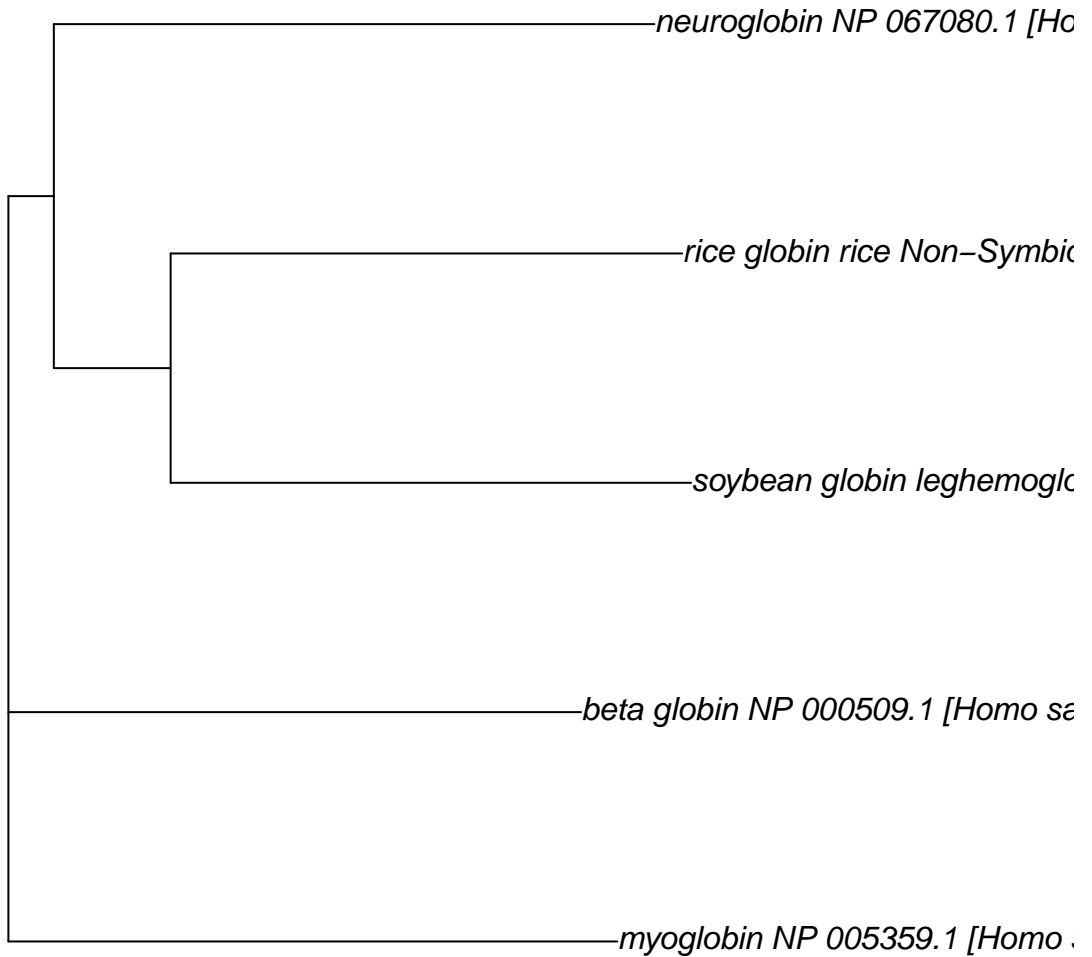 neuroglobin NP 067080.1 [Ho
rice globin rice Non−Symbio
soybean globin leghemoglo
beta globin NP 000509.1 [Homo sa
myoglobin NP 005359.1 [Homo s